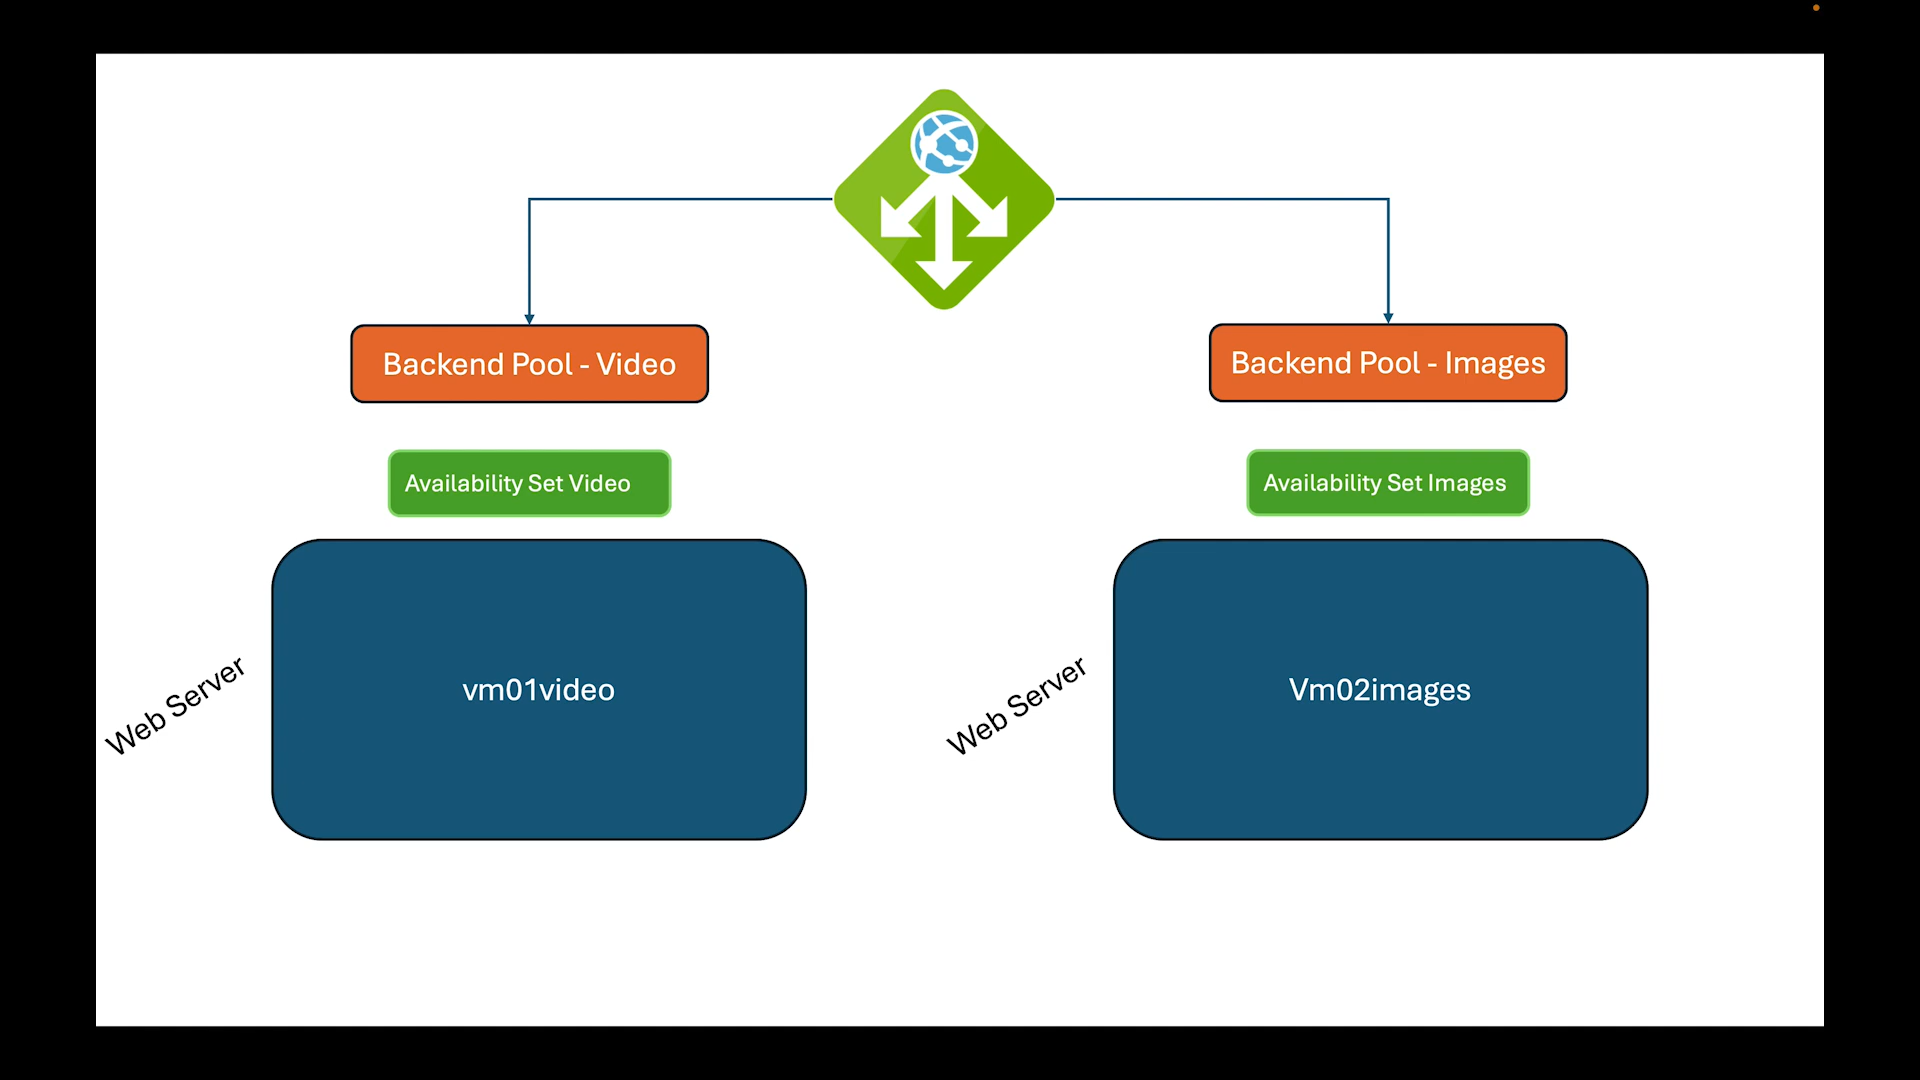 Backend Pool - Video
Backend Pool - Images
Availability Set Video
Availability Set Images
Web Server
vm01video
Web Server
Vm02images